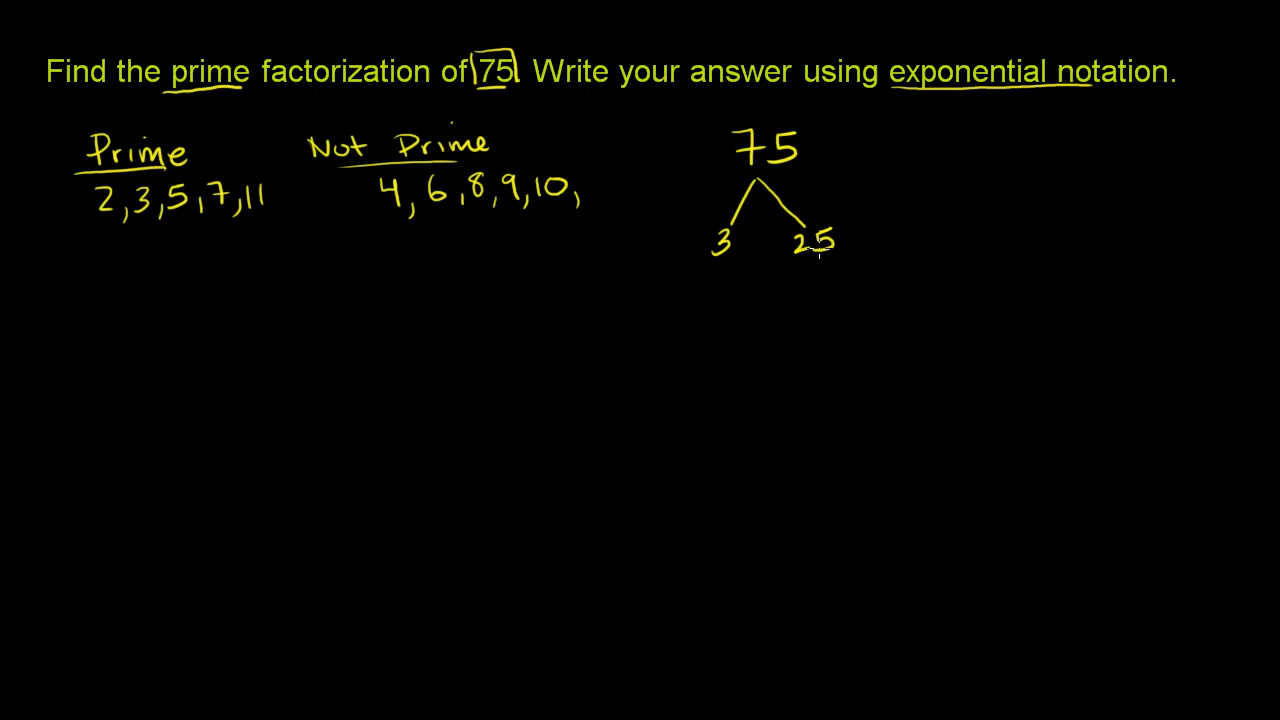 Find the prime factorization of 75. Write your answer using exponential notation.
Prime
2, 3, 5, 7, 11
Not Prime
4, 6, 8, 9, 10,
75
3 25